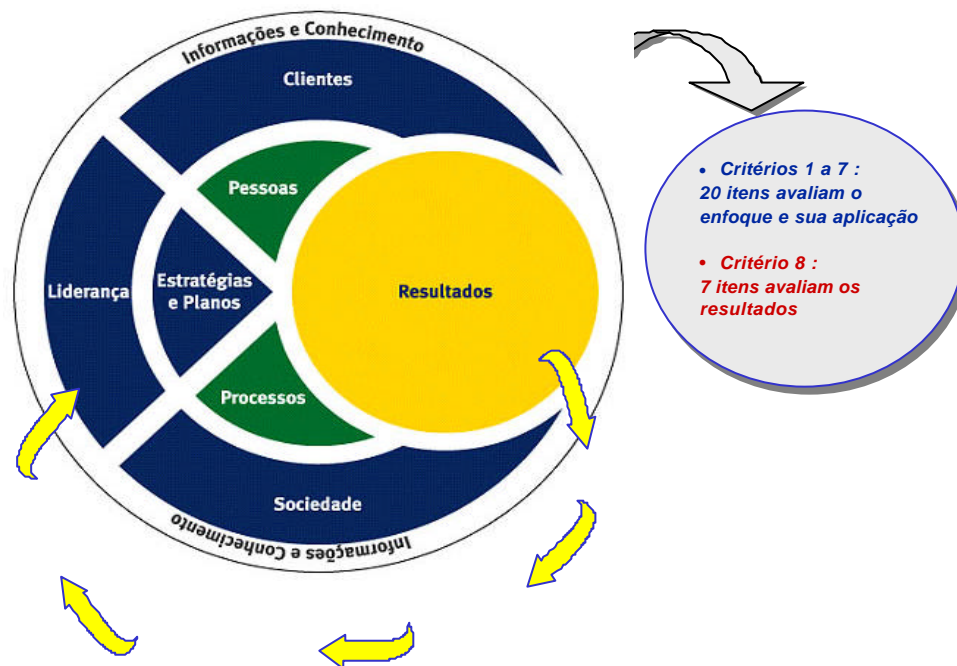 Informações e Conhecimento
Clientes
Pessoas
Liderança
Estratégias
e Planos
Resultados
Processos
Sociedade
Informações e Conhecimento
• Critérios 1 a 7 :
20 itens avaliam o
enfoque e sua aplicação
• Critério 8 :
7 itens avaliam os
resultados